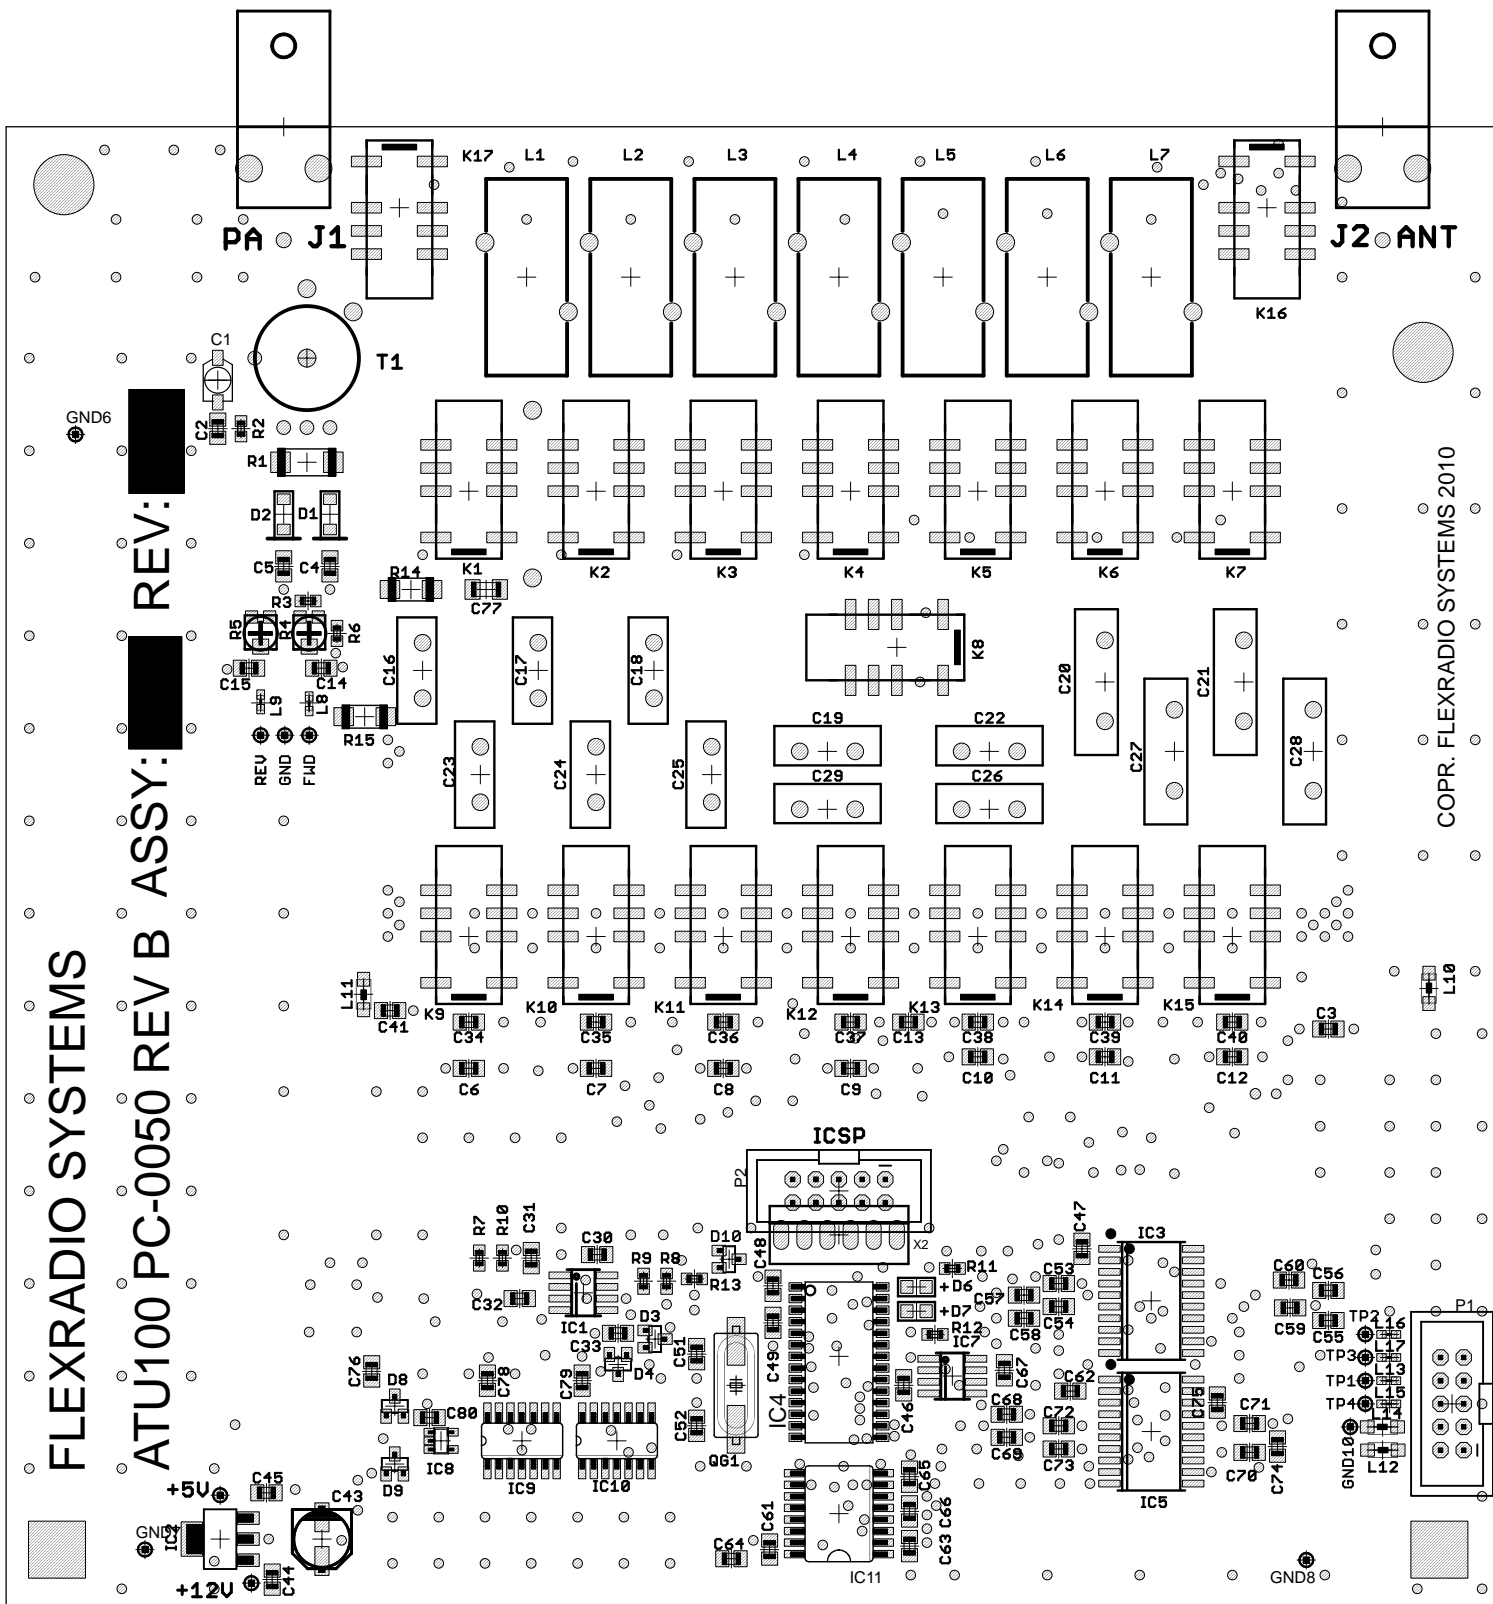 K17 L1 L2 L3 L4 L5 L6 L7
PA J1
J2 ANT
K16
C1
T1
GND6
C2 R2
R1
D2 D1
C5 C4
R14
K1 K2 K3 K4 K5 K6 K7
C77
R3
R5 R4 R6
C15 C14
C16 C17 C18
K8
C20 C21
L9 L8
R15
REV GND FWD
C19 C22
C23 C24 C25
C29 C26
C27 C28
COPR. FLEXRADIO SYSTEMS 2010
FLEXRADIO SYSTEMS
ATU100 PC-0050 REV B ASSY: REV:
L11
C41
K9 K10 K11 K12 K13 K14 K15
L10
C34 C35 C36 C37 C13 C38 C39 C40
C3
C6 C7 C8 C9 C10 C11 C12
ICSP
P2
X2
R7 R10 C31
C30
R9 R8
D10
R13
C48
C47
IC3
R11
+D6
+D7
C53
C57
C54
C58
R12
IC7
C60 C56
C59 C55
P1
C32
IC1
C33
D3
D4
C51
C49
TP2 L16
L17
TP3 L13
TP1 L15
TP4 L14
GND10
L12
C76
C78
C79
D8
C80
IC8
D9
IC9
IC10
C52
QG1
IC4
C46
C67
C62
C68
C69
C72
C73
C75
C71
C70
C74
IC5
+5V
C45
C43
GND
IC2
+12V
C44
C64
C61
C65
C66
C63
IC11
GND8